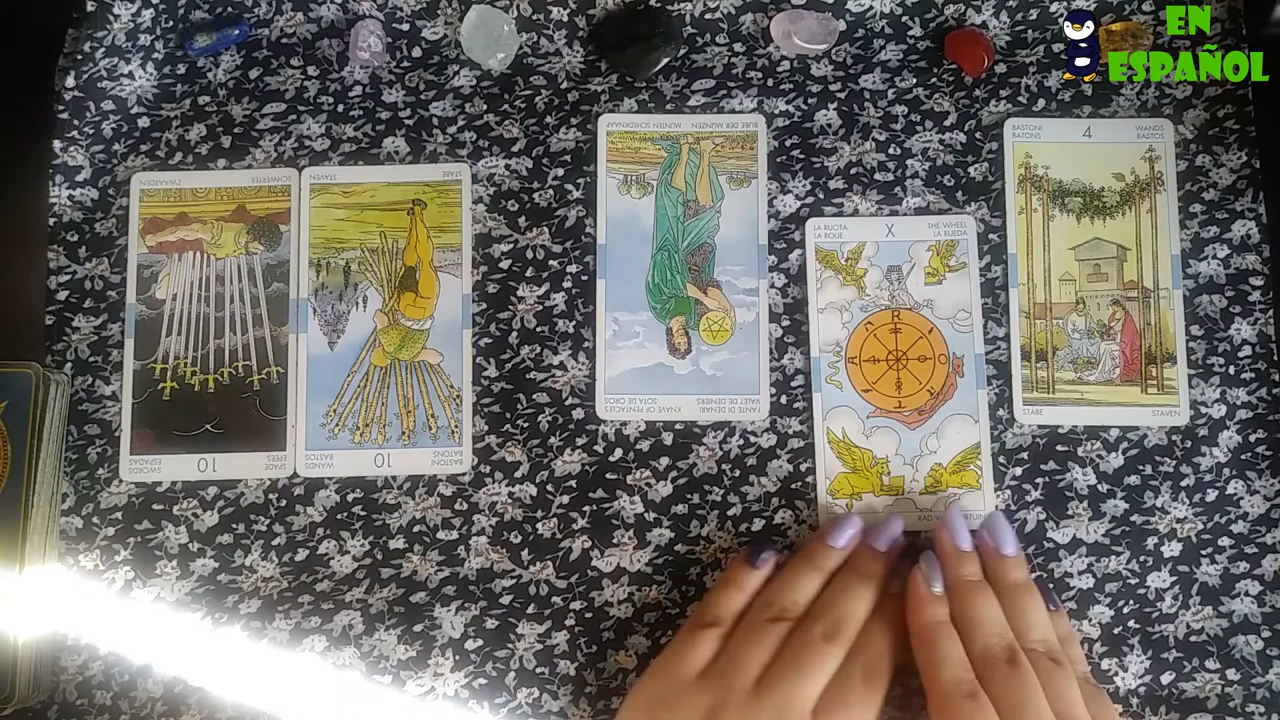 EN
ESPAÑOL
ZWAARDEN
SCHWERTER
10
SWORDS
ESPADAS
SPADE
EPEES
STAVEN
STABE
10
WANDS
BASTOS
BASTONI
BATONS
MUNTEN SCHILDKNAAP
BUBE DER MÜNZEN
KNAVE OF PENTACLES
SOTA DE OROS
FANTE DI DENARI
VALET DE DENIERS
LA RUOTA
LA ROUE
X
THE WHEEL
LA RUEDA
R
O
T
A
BASTONI
BATONS
4
WANDS
BASTOS
STABE
STAVEN